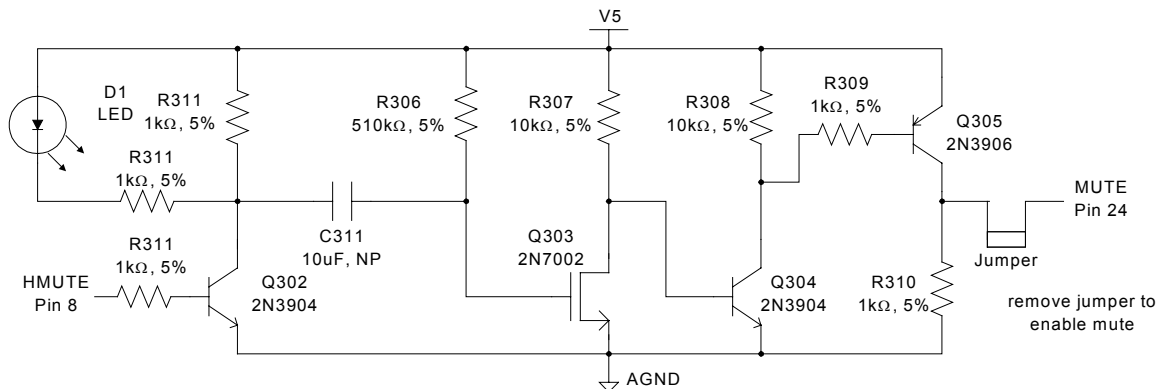 V5
D1
LED
R311
1kΩ, 5%
R306
510kΩ, 5%
R307
10kΩ, 5%
R308
10kΩ, 5%
R309
1kΩ, 5%
Q305
2N3906
R311
1kΩ, 5%
MUTE
Pin 24
C311
10uF, NP
Q303
2N7002
Jumper
R311
1kΩ, 5%
HMUTE
Pin 8
Q302
2N3904
Q304
2N3904
R310
1kΩ, 5%
remove jumper to
enable mute
AGND